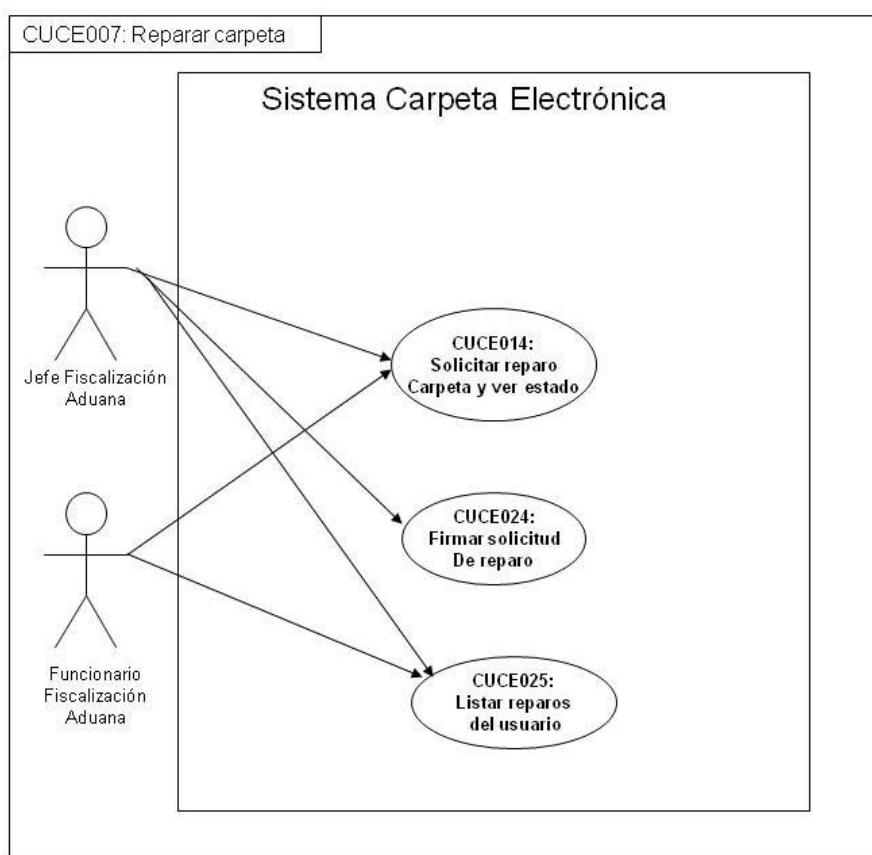 CUCE007: Reparar carpeta
Sistema Carpeta Electrónica
Jefe Fiscalización
Aduana
CUCE014:
Solicitar reparo
Carpeta y ver estado
CUCE024:
Firmar solicitud
De reparo
Funcionario
Fiscalización
Aduana
CUCE025:
Listar reparos
del usuario